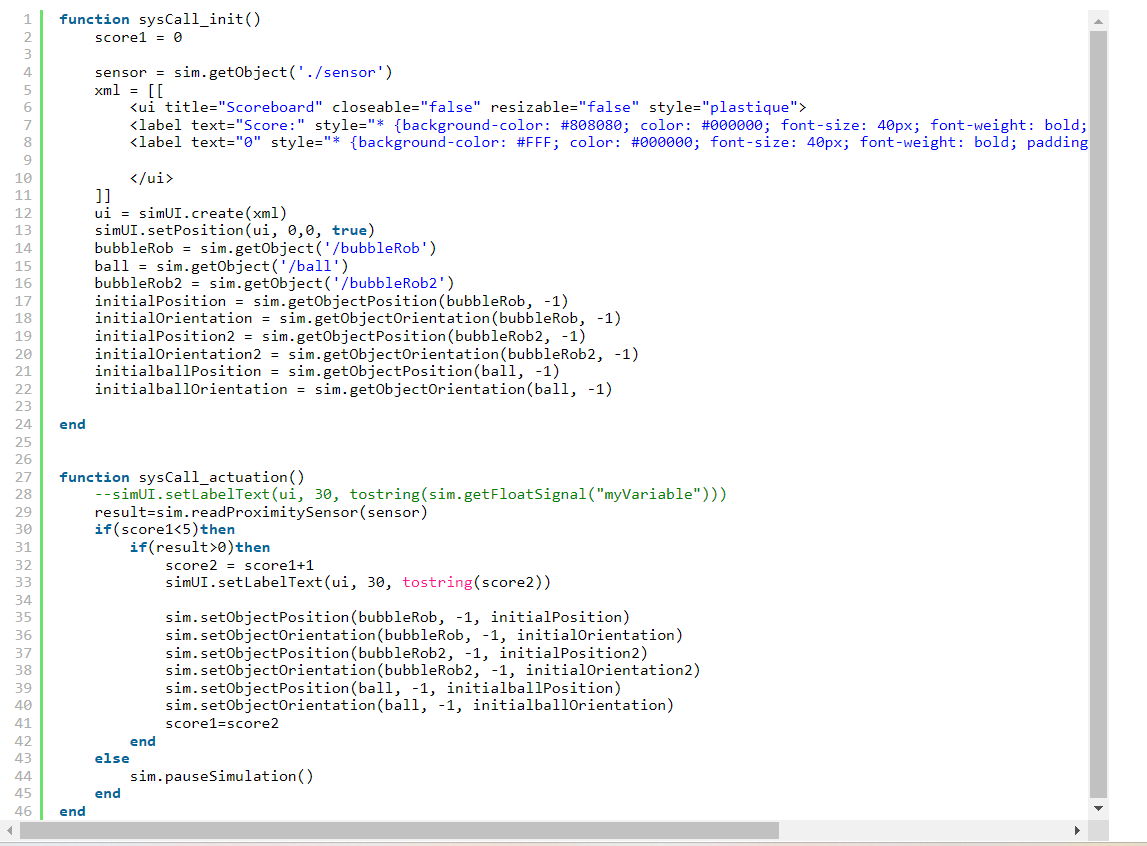 1 function sysCall_init()
2 score1 = 0
3
4 sensor = sim.getObject('./sensor')
5 xml = [[
6 <ui title="Scoreboard" closeable="false" resizable="false" style="plastique">
7 <label text="Score:" style="* {background-color: #808080; color: #000000; font-size: 40px; font-weight: bold;
8 <label text="0" style="* {background-color: #FFF; color: #000000; font-size: 40px; font-weight: bold; padding
9
10 </ui>
11 ]]
12 ui = simUI.create(xml)
13 simUI.setPosition(ui, 0,0, true)
14 bubbleRob = sim.getObject('/bubbleRob')
15 ball = sim.getObject('/ball')
16 bubbleRob2 = sim.getObject('/bubbleRob2')
17 initialPosition = sim.getObjectPosition(bubbleRob, -1)
18 initialOrientation = sim.getObjectOrientation(bubbleRob, -1)
19 initialPosition2 = sim.getObjectPosition(bubbleRob2, -1)
20 initialOrientation2 = sim.getObjectOrientation(bubbleRob2, -1)
21 initialballPosition = sim.getObjectPosition(ball, -1)
22 initialballOrientation = sim.getObjectOrientation(ball, -1)
23
24 end
25
26
27 function sysCall_actuation()
28 --simUI.setLabelText(ui, 30, tostring(sim.getFloatSignal("myVariable")))
29 result=sim.readProximitySensor(sensor)
30 if(score1<5)then
31 if(result>0)then
32 score2 = score1+1
33 simUI.setLabelText(ui, 30, tostring(score2))
34
35 sim.setObjectPosition(bubbleRob, -1, initialPosition)
36 sim.setObjectOrientation(bubbleRob, -1, initialOrientation)
37 sim.setObjectPosition(bubbleRob2, -1, initialPosition2)
38 sim.setObjectOrientation(bubbleRob2, -1, initialOrientation2)
39 sim.setObjectPosition(ball, -1, initialballPosition)
40 sim.setObjectOrientation(ball, -1, initialballOrientation)
41 score1=score2
42 end
43 else
44 sim.pauseSimulation()
45 end
46 end